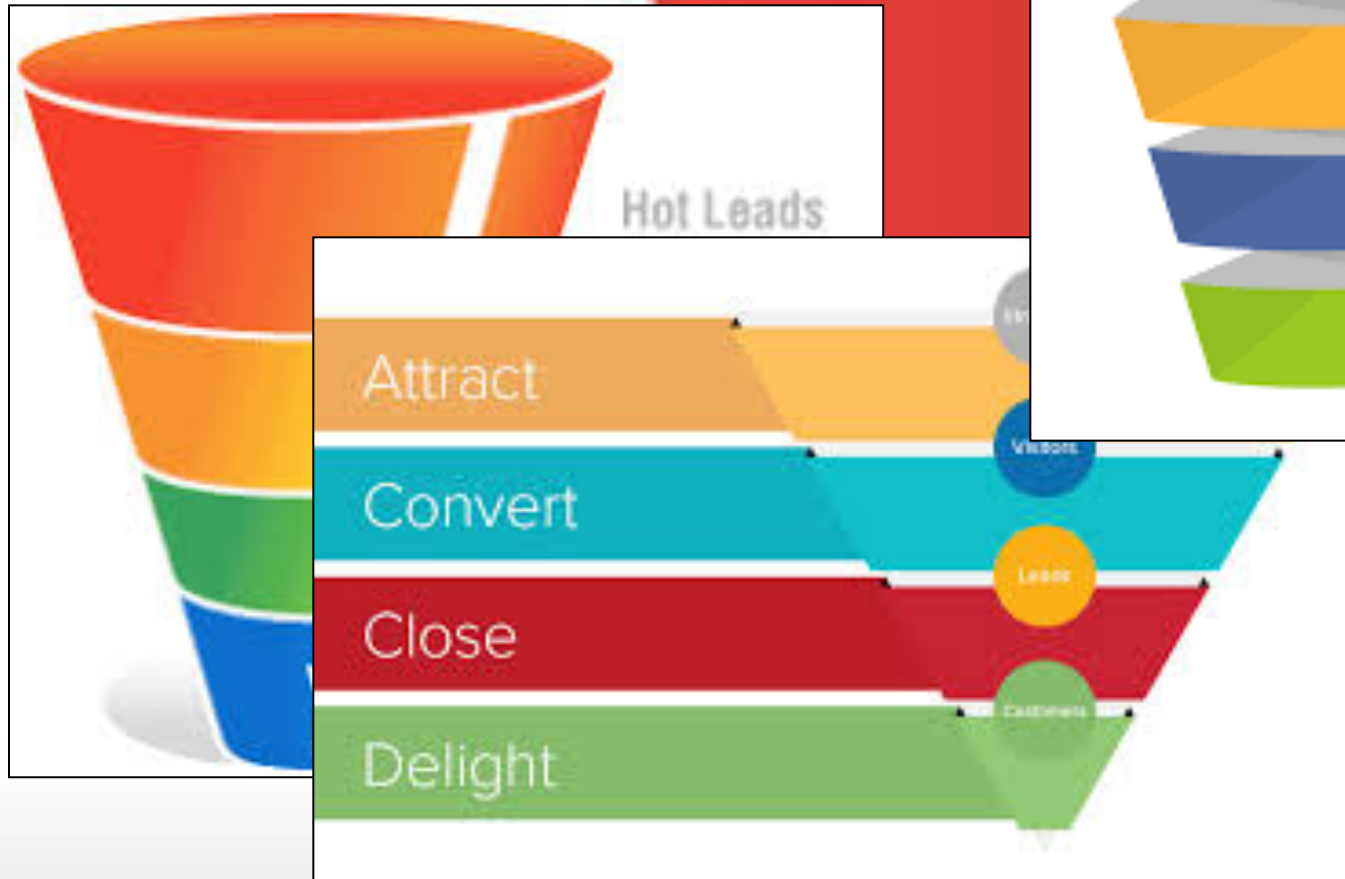 Hot Leads
Attract
Visitors
Convert
Leads
Close
Customers
Delight